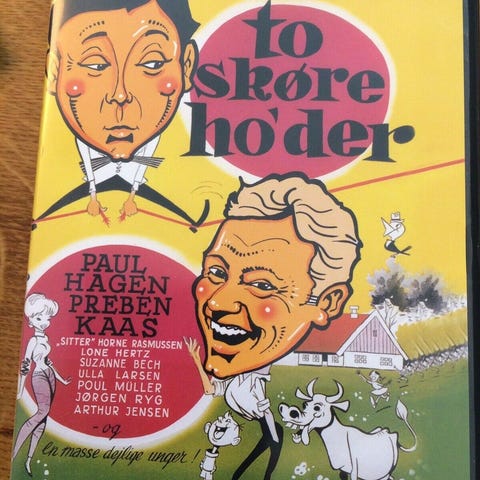 to
skøre
ho'der
PAUL
HAGEN
PREBEN
KAAS
"SITTER" HORNE RASMUSSEN
LONE HERTZ
SUZANNE BECH
ULLA LARSEN
POUL MÜLLER
JØRGEN RYG
ARTHUR JENSEN
- og
En masse dejlige unger!